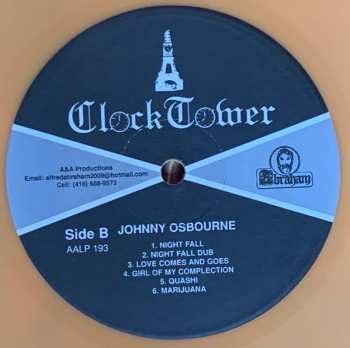 Clock Tower
A&A Productions
Email: alfredabraham2009@hotmail.com
Cell: (416) 688-9573
Abraham
Side B JOHNNY OSBOURNE
AALP 193
1. NIGHT FALL
2. NIGHT FALL DUB
3. LOVE COMES AND GOES
4. GIRL OF MY COMPLECTION
5. QUASHI
6. MARIJUANA